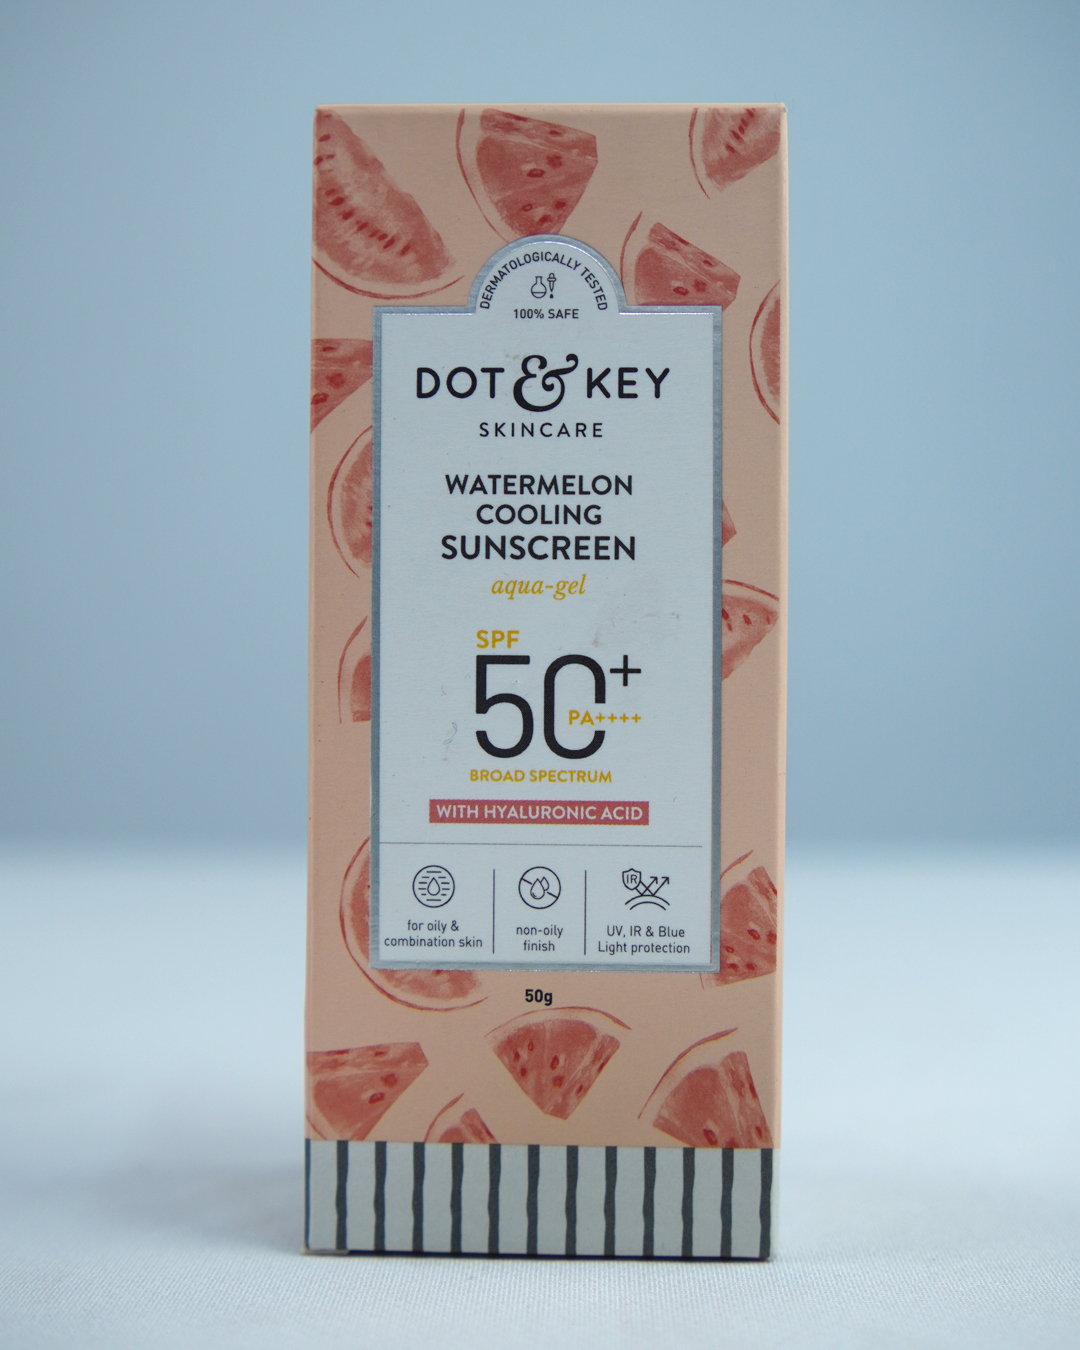 DERMATOLOGICALLY TESTED
100% SAFE
DOT & KEY
SKINCARE
WATERMELON
COOLING
SUNSCREEN
aqua-gel
SPF
50+
PA++++
BROAD SPECTRUM
WITH HYALURONIC ACID
IR
for oily &
combination skin
non-oily
finish
UV, IR & Blue
Light protection
50g